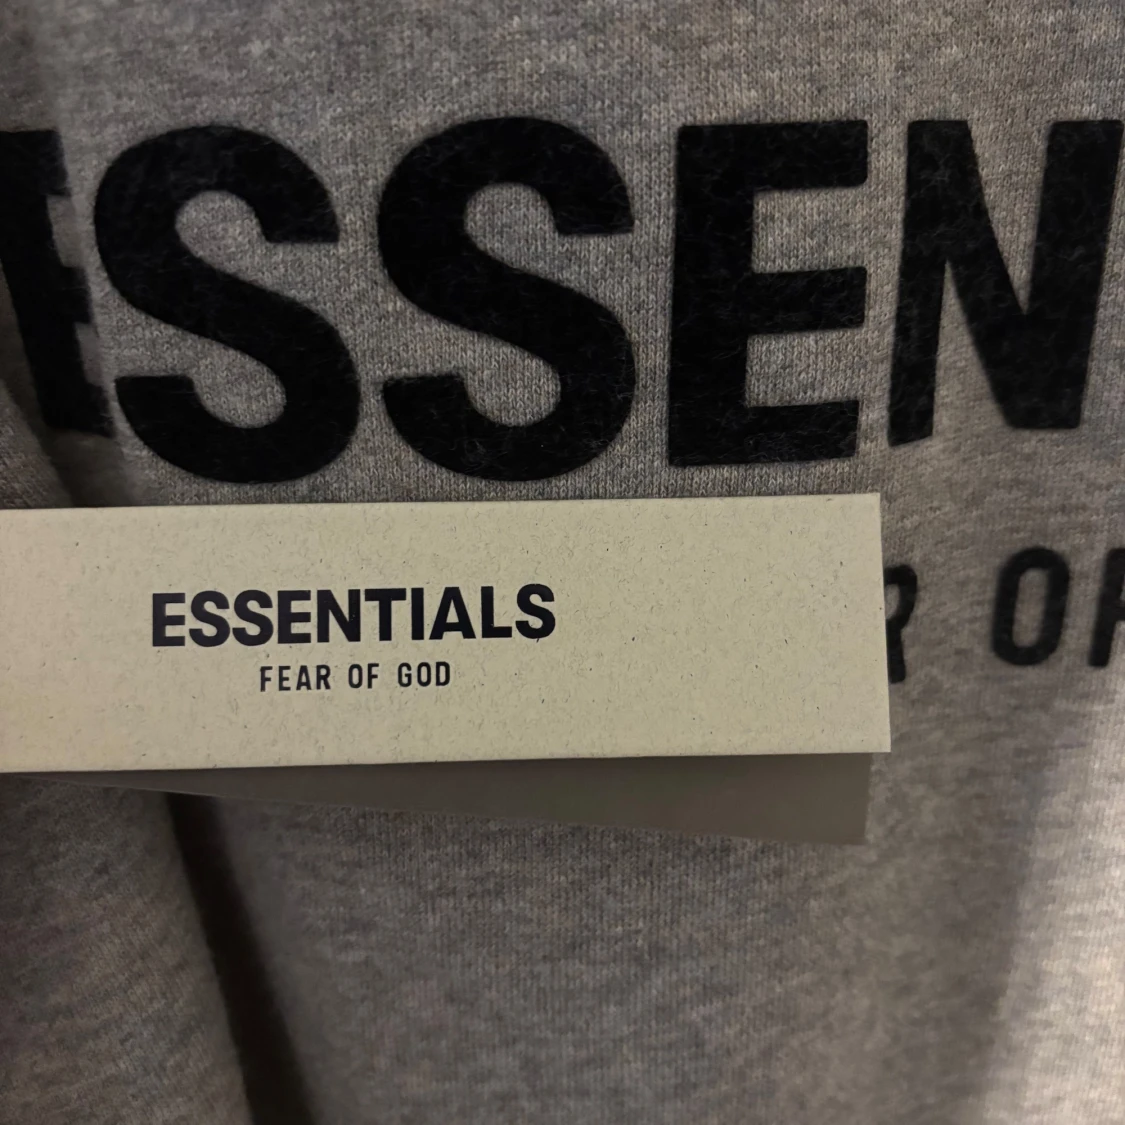 ESSEN
R OF
ESSENTIALS
FEAR OF GOD